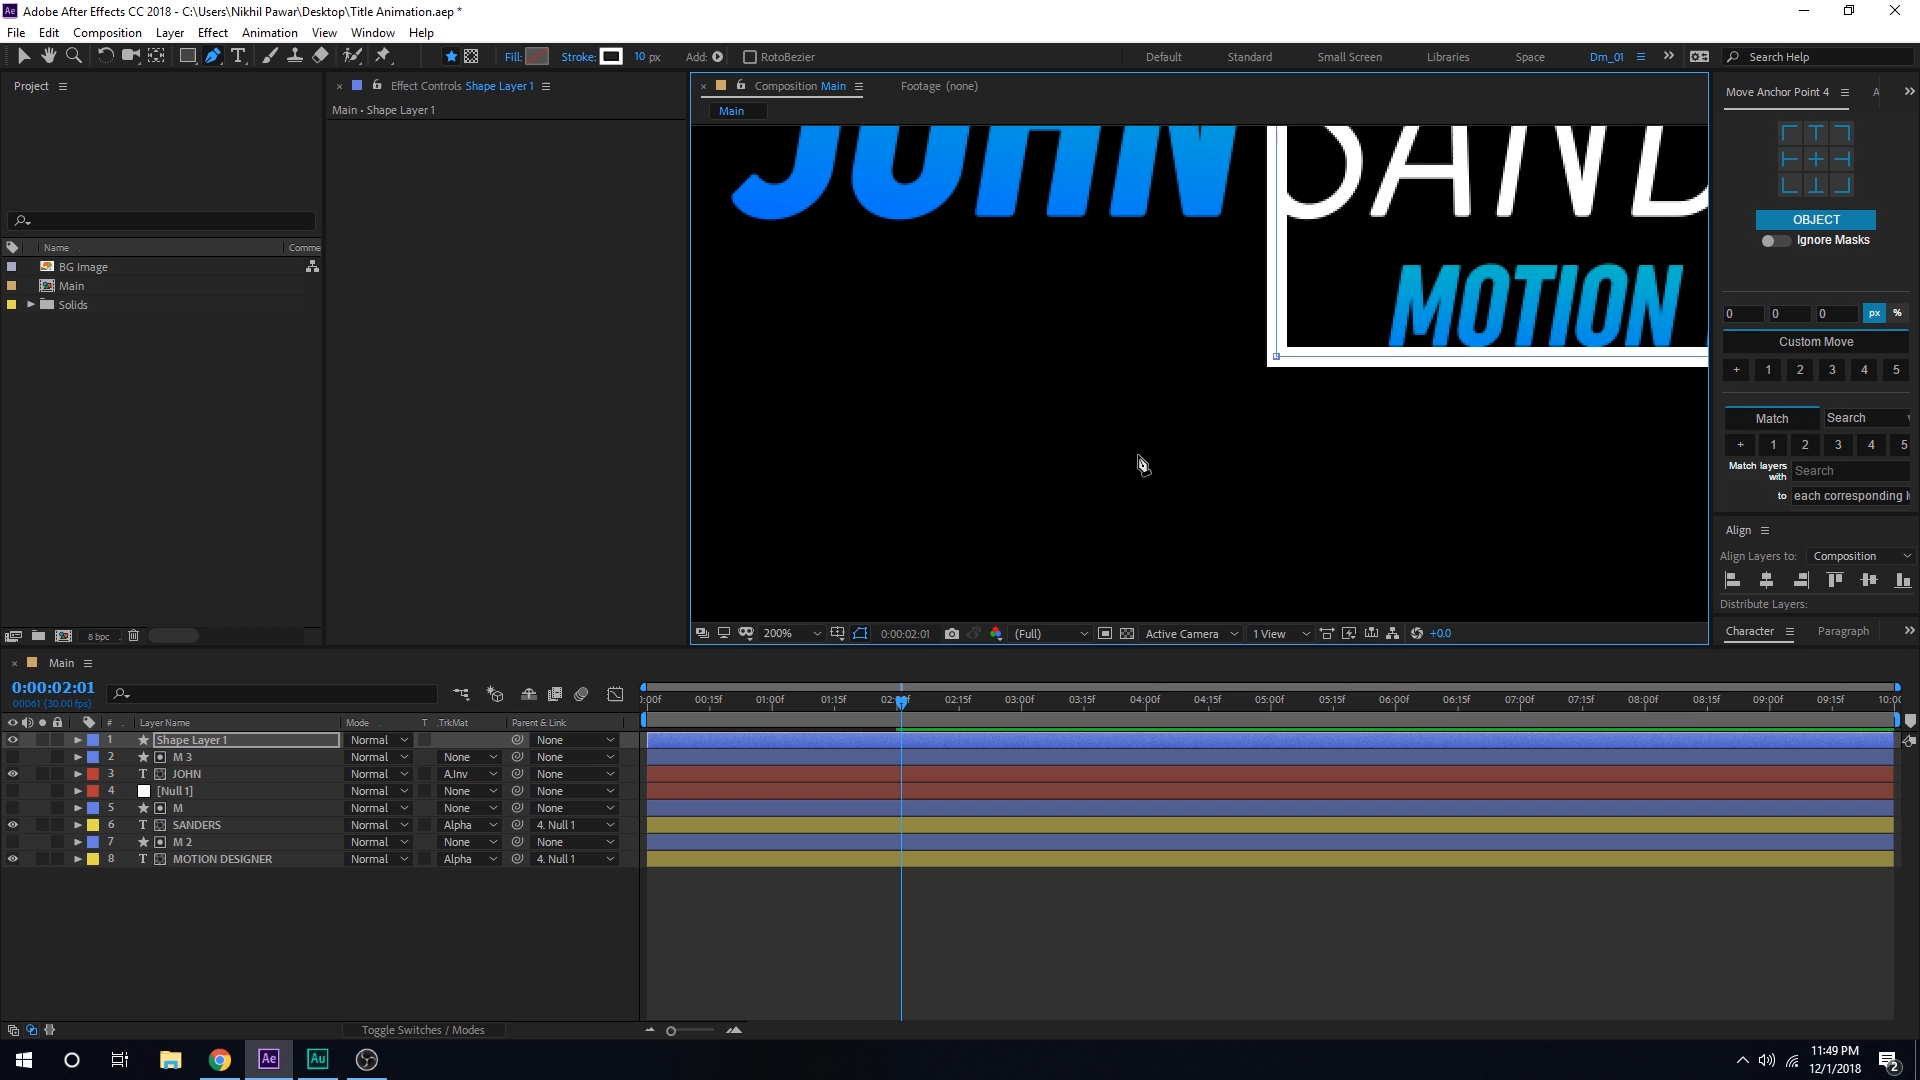 Adobe After Effects CC 2018 - C:\Users\Nikhil Pawar\Desktop\Title Animation.aep *
File Edit Composition Layer Effect Animation View Window Help
Fill: Stroke: 10 px Add: RotoBezier Default Standard Small Screen Libraries Space Dm_01 Search Help
Project
Effect Controls Shape Layer 1
Main • Shape Layer 1
Composition Main
Footage (none)
Main
Move Anchor Point 4
A
JOHN SAND
MOTION
OBJECT
Ignore Masks
0 0 0 px %
Custom Move
+ 1 2 3 4 5
Match Search
+ 1 2 3 4 5
Match layers with Search
to each corresponding
Align
Align Layers to: Composition
Distribute Layers:
Character Paragraph
Name Comme
BG Image
Main
Solids
8 bpc
200% 0:00:02:01 (Full) Active Camera 1 View +0.0
Main
0:00:02:01
00061 (30.00 fps)
:00f 00:15f 01:00f 01:15f 02:00f 02:15f 03:00f 03:15f 04:00f 04:15f 05:00f 05:15f 06:00f 06:15f 07:00f 07:15f 08:00f 08:15f 09:00f 09:15f 10:00
# Layer Name Mode T .TrkMat Parent & Link
1 Shape Layer 1 Normal None
2 M 3 Normal None None
3 T JOHN Normal A.Inv None
4 [Null 1] Normal None None
5 M Normal None None
6 T SANDERS Normal Alpha 4. Null 1
7 M 2 Normal None None
8 T MOTION DESIGNER Normal Alpha 4. Null 1
Toggle Switches / Modes
Ae Au
11:49 PM
12/1/2018
2